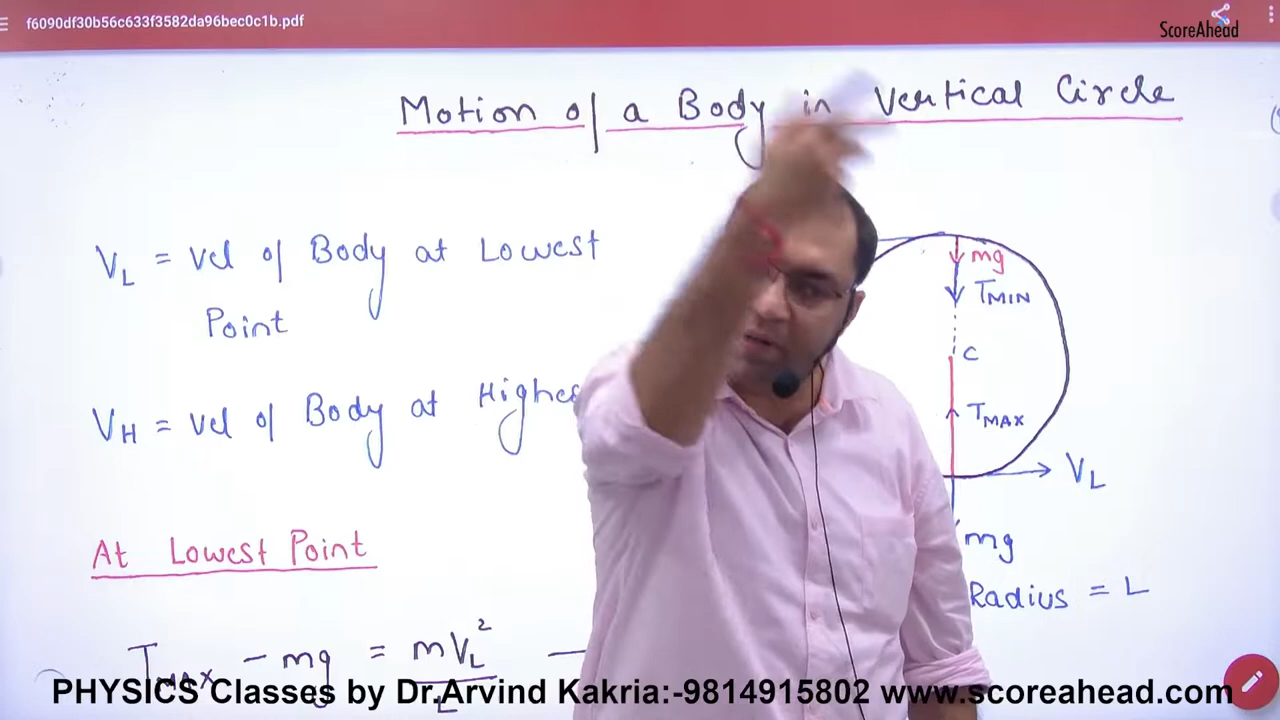 f6090df30b56c633f3582da96bec0c1b.pdf
ScoreAhead
Motion of a Body in Vertical Circle
VL = vel of Body at Lowest
Point
VH = vel of Body at Highes
At Lowest Point
TMAX - mg = mVL² —
L
mg
TMIN
C
TMAX
VL
mg
Radius = L
PHYSICS Classes by Dr.Arvind Kakria:-9814915802 www.scoreahead.com